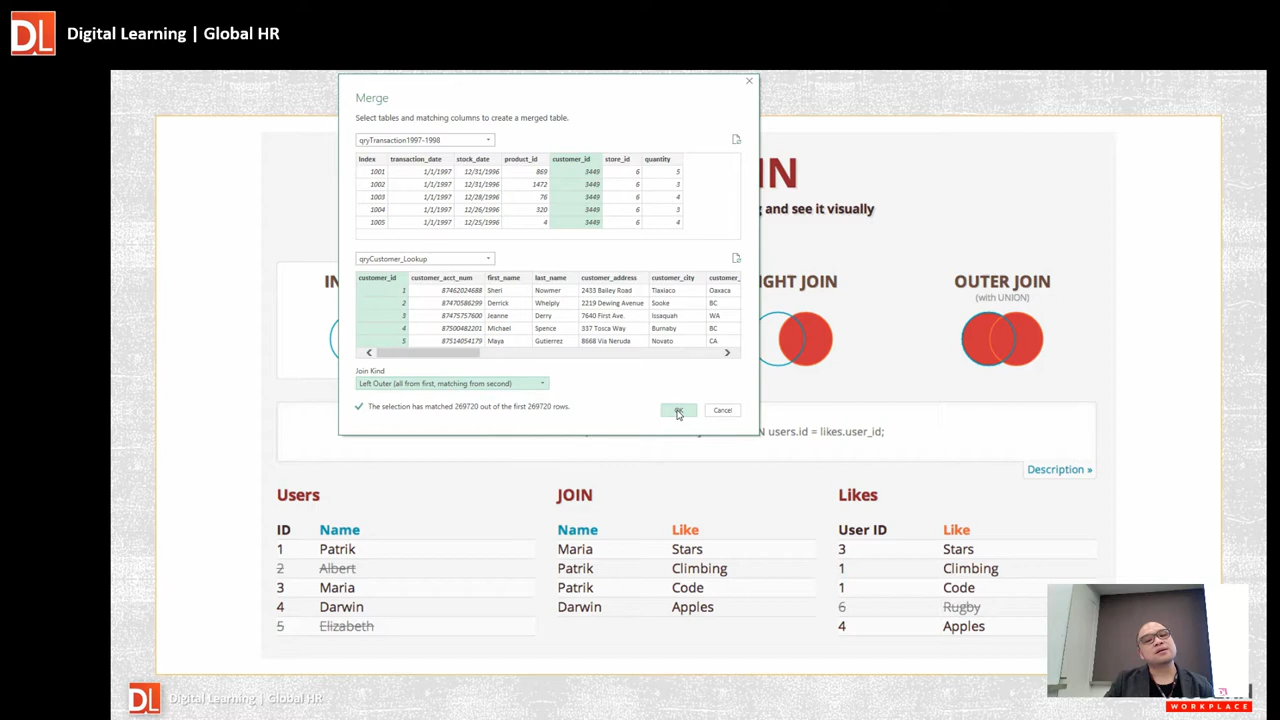 DL Digital Learning | Global HR
Merge
Select tables and matching columns to create a merged table.
qryTransaction1997-1998
Index transaction_date stock_date product_id customer_id store_id quantity
1001 1/1/1997 12/31/1996 869 3449 6 5
1002 1/1/1997 12/31/1996 1472 3449 6 3
1003 1/1/1997 12/28/1996 76 3449 6 4
1004 1/1/1997 12/26/1996 320 3449 6 3
1005 1/1/1997 12/25/1996 4 3449 6 4
IN
and see it visually
qryCustomer_Lookup
customer_id customer_acct_num first_name last_name customer_address customer_city customer_
1 87462024688 Sheri Nowmer 2433 Bailey Road Tlaxiaco Oaxaca
2 87470586299 Derrick Whelply 2219 Dewing Avenue Sooke BC
3 87475757600 Jeanne Derry 7640 First Ave. Issaquah WA
4 87500482201 Michael Spence 337 Tosca Way Burnaby BC
5 87514054179 Maya Gutierrez 8668 Via Neruda Novato CA
Join Kind
Left Outer (all from first, matching from second)
The selection has matched 269720 out of the first 269720 rows.
OK Cancel
IN
IGHT JOIN
OUTER JOIN
(with UNION)
N users.id = likes.user_id;
Description »
Users
ID Name
1 Patrik
2 Albert
3 Maria
4 Darwin
5 Elizabeth
JOIN
Name Like
Maria Stars
Patrik Climbing
Patrik Code
Darwin Apples
Likes
User ID Like
3 Stars
1 Climbing
1 Code
6 Rugby
4 Apples
DL Digital Learning | Global HR
WORKPLACE